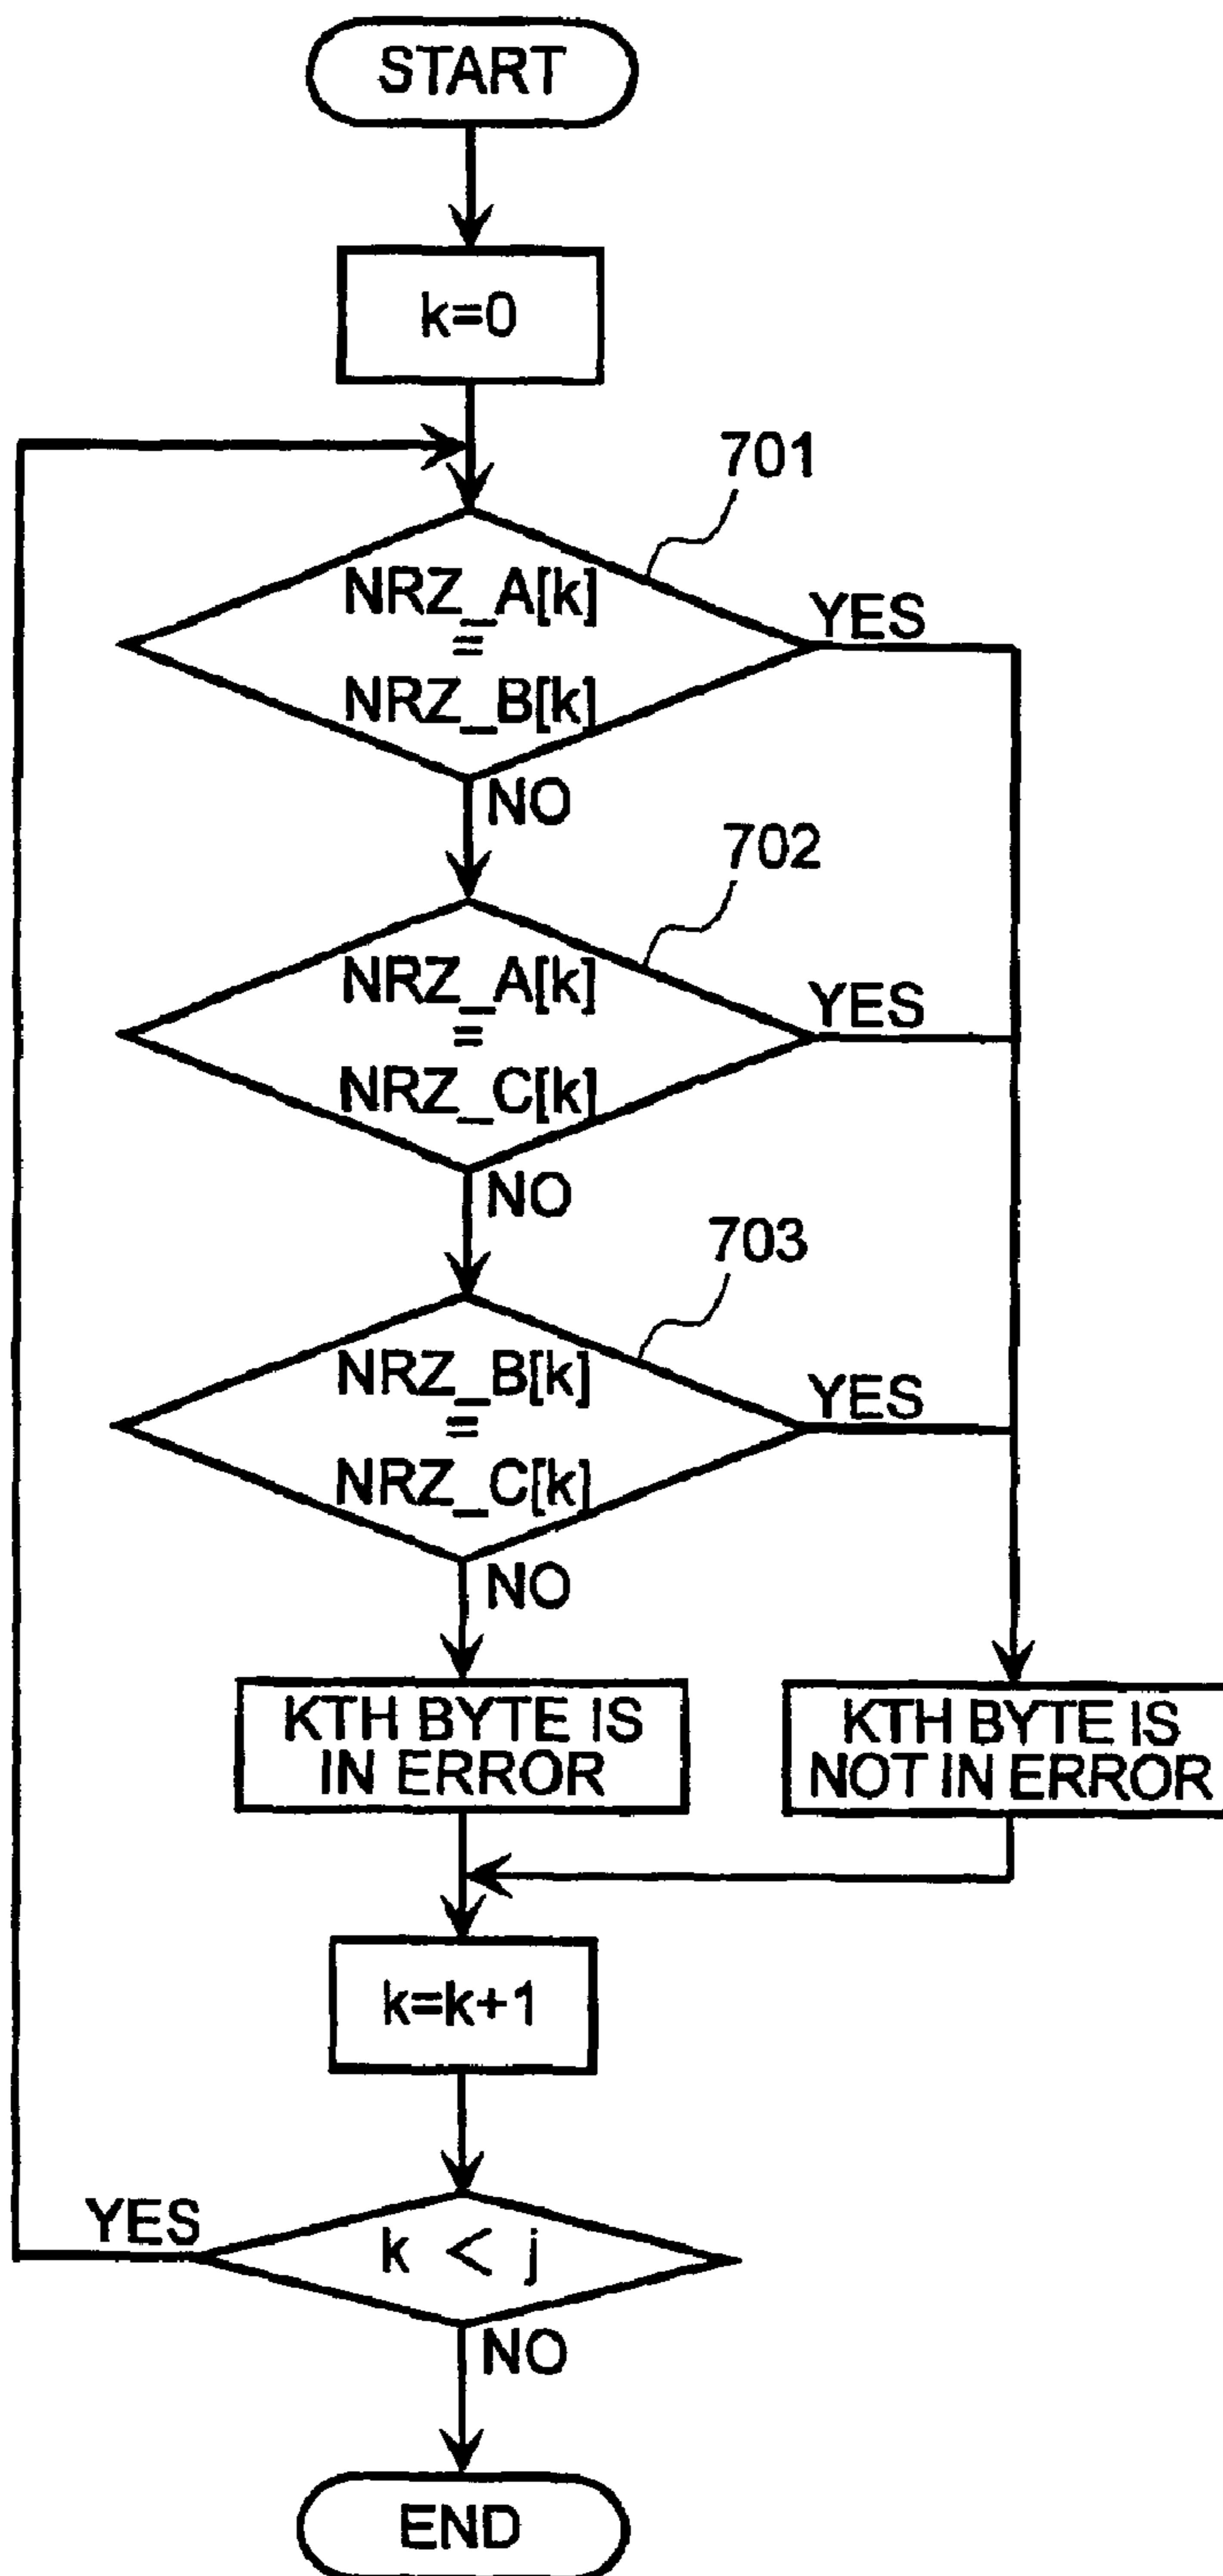 START
k=0
701
NRZ_A[k]
=
NRZ_B[k]
YES
NO
702
NRZ_A[k]
=
NRZ_C[k]
YES
NO
703
NRZ_B[k]
=
NRZ_C[k]
YES
NO
KTH BYTE IS
IN ERROR
KTH BYTE IS
NOT IN ERROR
k=k+1
YES
k < j
NO
END